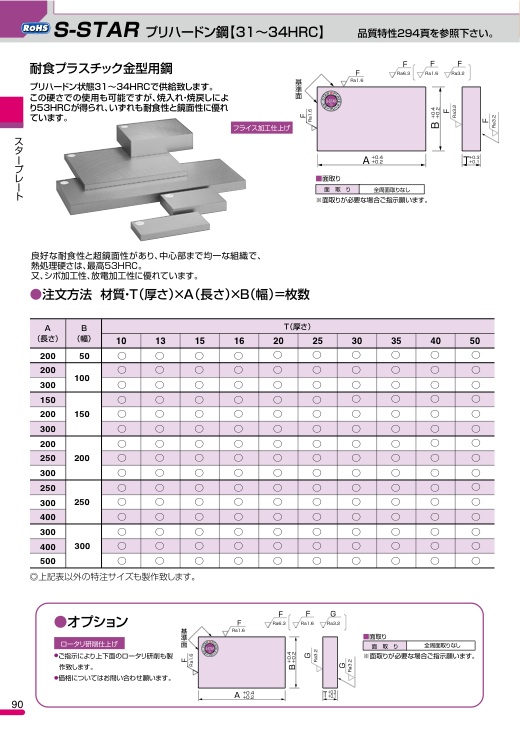 RoHS S-STAR プリハードン鋼【31〜34HRC】 品質特性294頁を参照下さい。
耐食プラスチック金型用鋼
プリハードン状態31〜34HRCで供給致します。
この硬さでの使用も可能ですが、焼入れ・焼戻しによ
り53HRCが得られ、いずれも耐食性と鏡面性に優れ
ています。
フライス加工仕上げ
基準面
F Ra1.6
F Ra6.3 ( F Ra1.6 F Ra3.2 )
F Ra1.6
F Ra3.2
F Ra3.2
B +0.4 +0.2
A +0.4 +0.2
■面取り
面 取 り 全周面取りなし
※面取りが必要な場合ご指示願います。
スタープレート
良好な耐食性と超鏡面性があり、中心部まで均一な組織で、
熱処理硬さは、最高53HRC。
又、シボ加工性、放電加工性に優れています。
●注文方法 材質・T(厚さ)×A(長さ)×B(幅)=枚数
A (長さ) B (幅) T(厚さ)
10 13 15 16 20 25 30 35 40 50
200 50 ○ ○ ○ ○ ○ ○ ○ ○ ○ ○
200 100 ○ ○ ○ ○ ○ ○ ○ ○ ○ ○
300 ○ ○ ○ ○ ○ ○ ○ ○ ○ ○
150 150 ○ ○ ○ ○ ○ ○ ○ ○ ○ ○
200 ○ ○ ○ ○ ○ ○ ○ ○ ○ ○
300 ○ ○ ○ ○ ○ ○ ○ ○ ○ ○
200 200 ○ ○ ○ ○ ○ ○ ○ ○ ○ ○
250 ○ ○ ○ ○ ○ ○ ○ ○ ○ ○
300 ○ ○ ○ ○ ○ ○ ○ ○ ○ ○
250 250 ○ ○ ○ ○ ○ ○ ○ ○ ○ ○
300 ○ ○ ○ ○ ○ ○ ○ ○ ○ ○
400 ○ ○ ○ ○ ○ ○ ○ ○ ○ ○
300 300 ○ ○ ○ ○ ○ ○ ○ ○ ○ ○
400 ○ ○ ○ ○ ○ ○ ○ ○ ○ ○
500 ○ ○ ○ ○ ○ ○ ○ ○ ○ ○
◎上記表以外の特注サイズも製作致します。
●オプション
ロータリ研削仕上げ
●ご指示により上下面のロータリ研削も製
作致します。
●価格についてはお問い合わせ願います。
基準面
F Ra1.6
F Ra6.3 ( F Ra1.6 G Ra3.2 )
F Ra1.6
G Ra3.2
G Ra3.2
B +0.4 +0.2
A +0.4 +0.2
■面取り
面 取 り 全周面取りなし
※面取りが必要な場合ご指示願います。
90